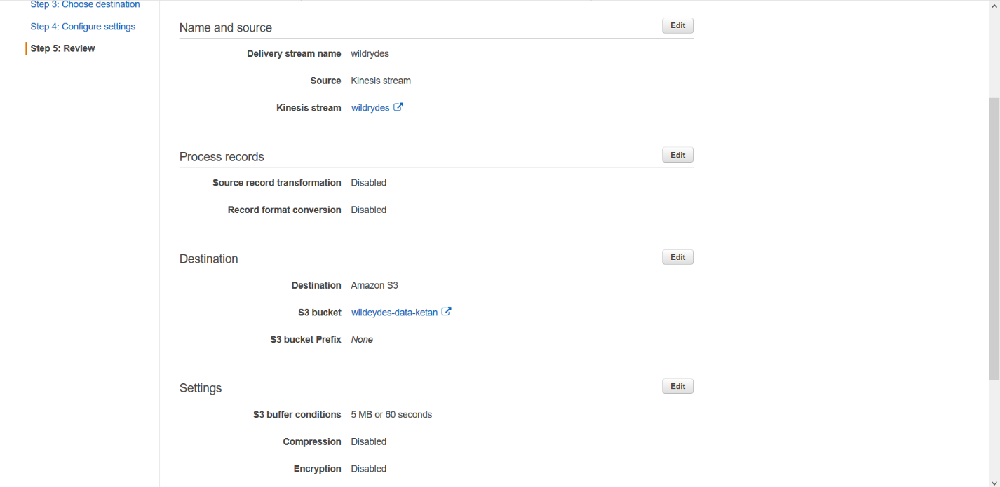 Step 3: Choose destination
Step 4: Configure settings
Step 5: Review
Name and source
Edit
Delivery stream name wildrydes
Source Kinesis stream
Kinesis stream wildrydes
Process records
Edit
Source record transformation Disabled
Record format conversion Disabled
Destination
Edit
Destination Amazon S3
S3 bucket wildeydes-data-ketan
S3 bucket Prefix None
Settings
Edit
S3 buffer conditions 5 MB or 60 seconds
Compression Disabled
Encryption Disabled